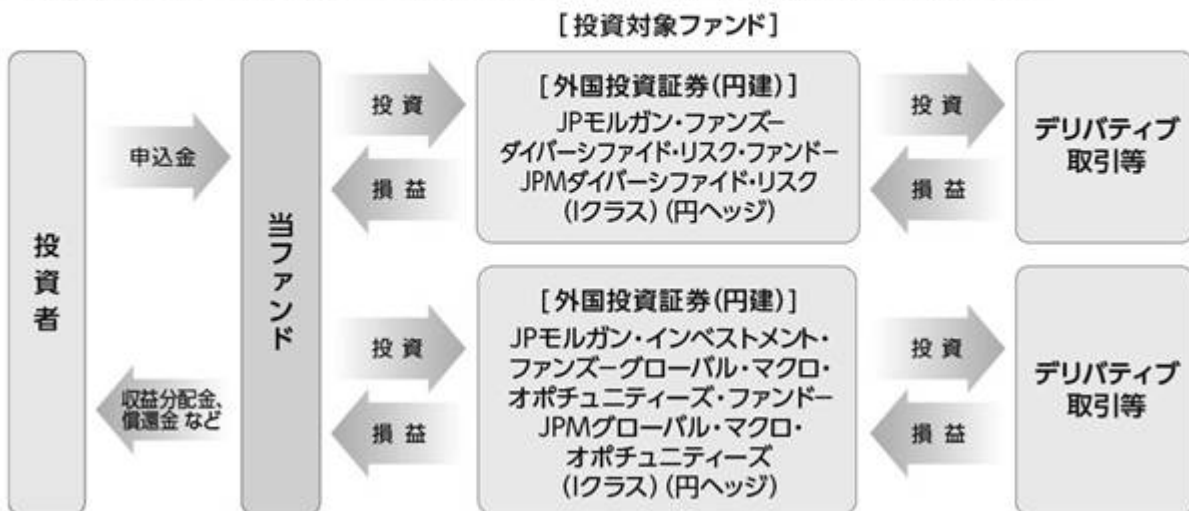 [投資対象ファンド]
投資者
申込金
収益分配金、
償還金 など
当ファンド
投資
損益
[外国投資証券(円建)]
JPモルガン・ファンズー
ダイバーシファイド・リスク・ファンドー
JPMダイバーシファイド・リスク
(Iクラス)(円ヘッジ)
投資
損益
デリバティブ
取引等
投資
損益
[外国投資証券(円建)]
JPモルガン・インベストメント・
ファンズーグローバル・マクロ・
オポチュニティーズ・ファンドー
JPMグローバル・マクロ・
オポチュニティーズ
(Iクラス)(円ヘッジ)
投資
損益
デリバティブ
取引等